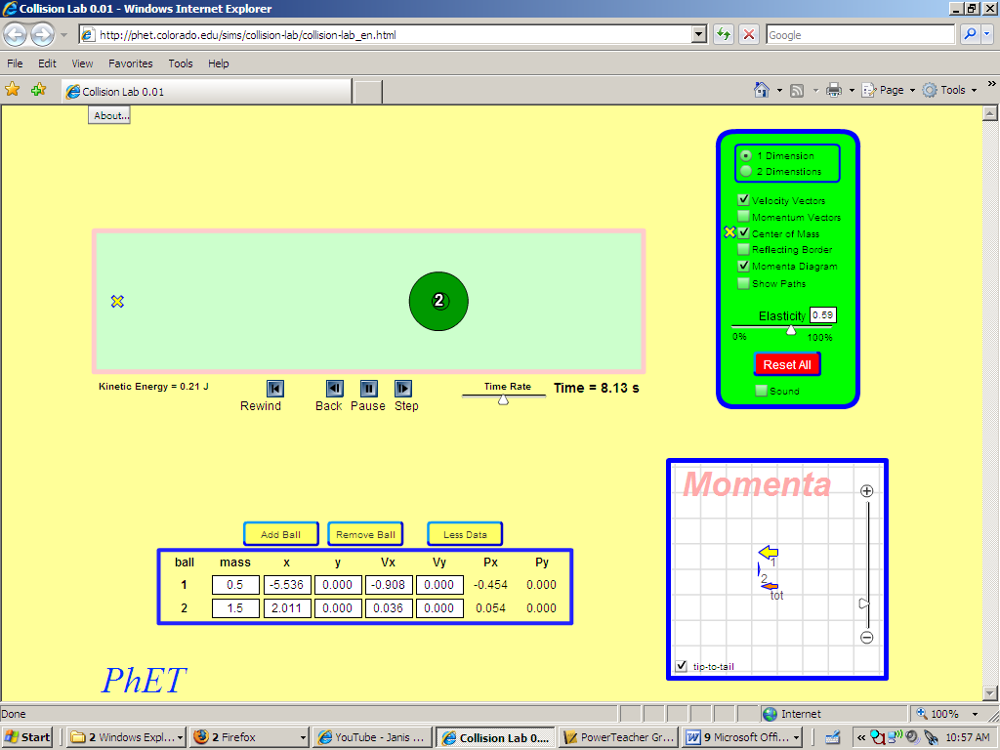 Collision Lab 0.01 - Windows Internet Explorer
http://phet.colorado.edu/sims/collision-lab/collision-lab_en.html
Google
File Edit View Favorites Tools Help
Collision Lab 0.01
Page Tools »
About...
1 Dimension
2 Dimenstions
Velocity Vectors
Momentum Vectors
Center of Mass
Reflecting Border
Momenta Diagram
Show Paths
Elasticity 0.59
0% 100%
Reset All
Sound
2
Kinetic Energy = 0.21 J
Rewind Back Pause Step
Time Rate
Time = 8.13 s
Momenta
1
2
tot
tip-to-tail
Add Ball Remove Ball Less Data
ball mass x y Vx Vy Px Py
1 0.5 -5.536 0.000 -0.908 0.000 -0.454 0.000
2 1.5 2.011 0.000 0.036 0.000 0.054 0.000
PhET
Done Internet 100%
Start 2 Windows Expl... 2 Firefox YouTube - Janis ... Collision Lab 0.... PowerTeacher Gr... 9 Microsoft Offi... « 10:57 AM